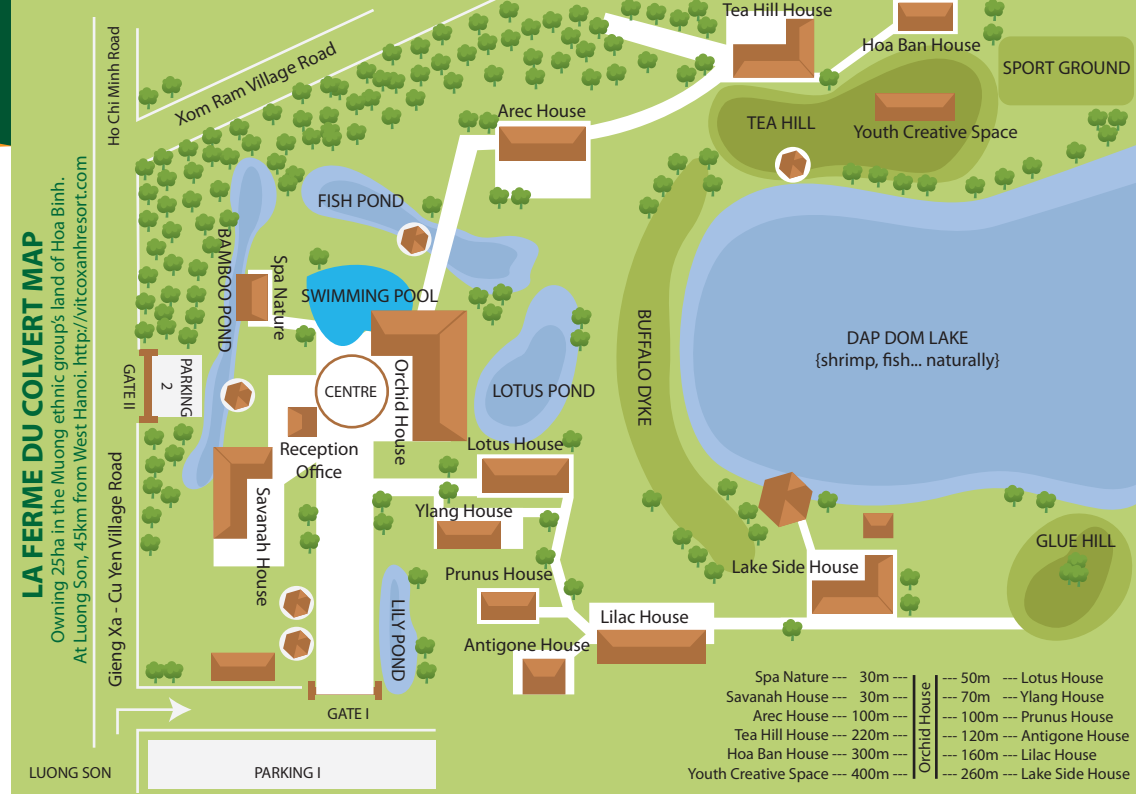 LA FERME DU COLVERT MAP
Owning 25ha in the Muong ethnic group's land of Hoa Binh.
At Luong Son, 45km from West Hanoi. http://vitcoxanhresort.com
Ho Chi Minh Road
Xom Ram Village Road
Tea Hill House
Hoa Ban House
SPORT GROUND
Arec House
TEA HILL
Youth Creative Space
FISH POND
BAMBOO POND
Spa Nature
SWIMMING POOL
BUFFALO DYKE
DAP DOM LAKE
{shrimp, fish... naturally}
GATE II
PARKING
2
CENTRE
Orchid House
LOTUS POND
Reception
Office
Lotus House
Gieng Xa - Cu Yen Village Road
Savanah House
Ylang House
GLUE HILL
Lake Side House
Prunus House
LILY POND
Lilac House
Antigone House
GATE I
LUONG SON
PARKING I
Spa Nature --- 30m ---
Savanah House --- 30m ---
Arec House --- 100m ---
Tea Hill House --- 220m ---
Hoa Ban House --- 300m ---
Youth Creative Space --- 400m ---
Orchid House
--- 50m --- Lotus House
--- 70m --- Ylang House
--- 100m --- Prunus House
--- 120m --- Antigone House
--- 160m --- Lilac House
--- 260m --- Lake Side House